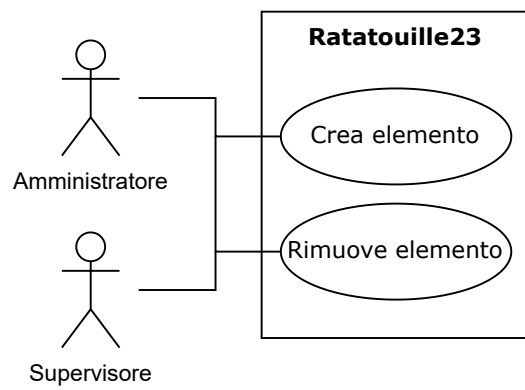 Ratatouille23
Crea elemento
Amministratore
Rimuove elemento
Supervisore